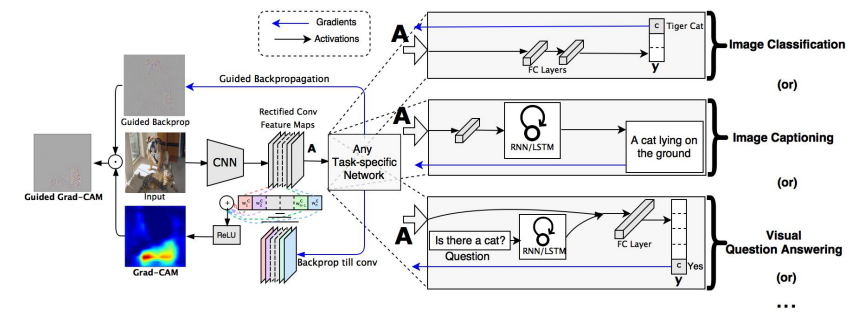 Gradients
Activations
A
c
Tiger Cat
FC Layers
y
Image Classification
(or)
Guided Backpropagation
Guided Backprop
Rectified Conv
Feature Maps
A
CNN
Input
Guided Grad-CAM
Any
Task-specific
Network
A
RNN/LSTM
A cat lying on
the ground
Image Captioning
(or)
+
ReLU
Grad-CAM
Backprop till conv
A
Is there a cat?
Question
RNN/LSTM
FC Layer
c
Yes
y
Visual
Question Answering
(or)
...